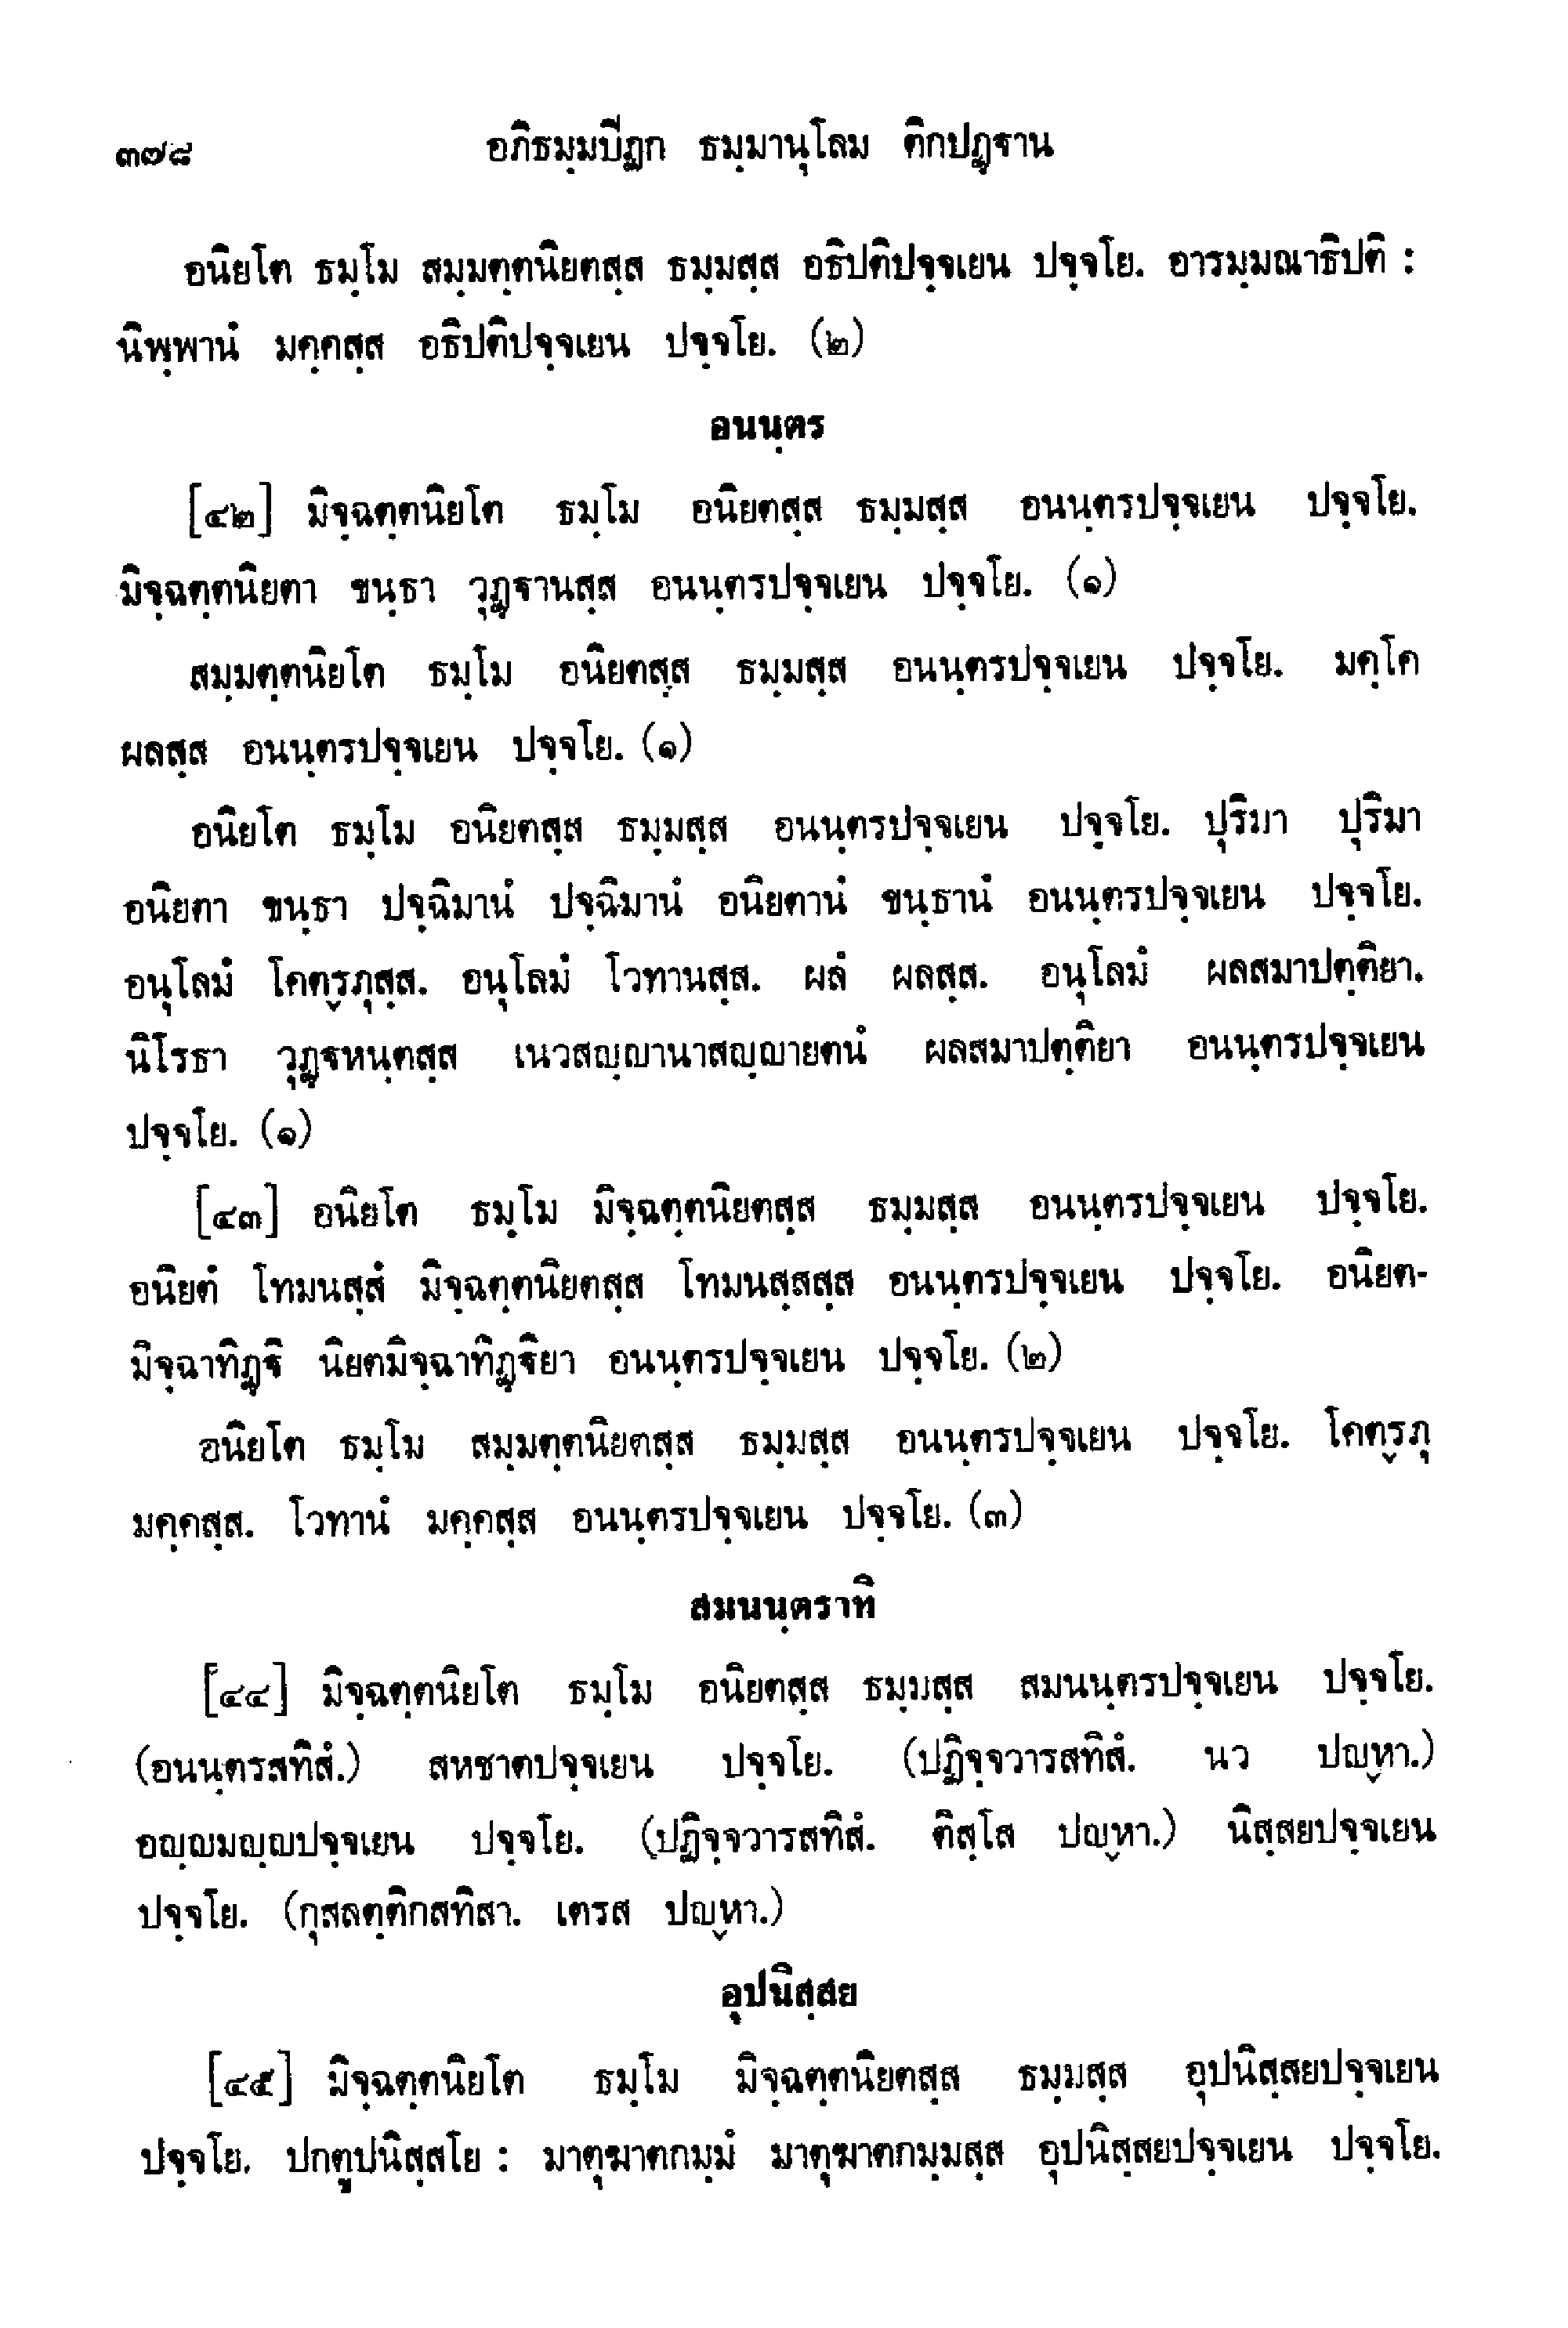 ๓๗๘ อภิธมฺมปิฏก ธมฺมานุโลม ติกปฏฺฐาน
อนิยโต ธมฺโม สมฺมตฺตนิยตสฺส ธมฺมสฺส อธิปติปจฺจเยน ปจฺจโย. อารมฺมณาธิปติ :
นิพฺพานํ มคฺคสฺส อธิปติปจฺจเยน ปจฺจโย. (๒)
อนนฺตร
[๔๒] มิจฺฉตฺตนิยโต ธมฺโม อนิยตสฺส ธมฺมสฺส อนนฺตรปจฺจเยน ปจฺจโย.
มิจฺฉตฺตนิยตา ขนฺธา วุฏฺฐานสฺส อนนฺตรปจฺจเยน ปจฺจโย. (๑)
สมฺมตฺตนิยโต ธมฺโม อนิยตสฺส ธมฺมสฺส อนนฺตรปจฺจเยน ปจฺจโย. มคฺโค
ผลสฺส อนนฺตรปจฺจเยน ปจฺจโย. (๑)
อนิยโต ธมฺโม อนิยตสฺส ธมฺมสฺส อนนฺตรปจฺจเยน ปจฺจโย. ปุริมา ปุริมา
อนิยตา ขนฺธา ปจฺฉิมานํ ปจฺฉิมานํ อนิยตานํ ขนฺธานํ อนนฺตรปจฺจเยน ปจฺจโย.
อนุโลมํ โคตฺรภุสฺส. อนุโลมํ โวทานสฺส. ผลํ ผลสฺส. อนุโลมํ ผลสมาปตฺติยา.
นิโรธา วุฏฺฐหนฺตสฺส เนวสญฺญานาสญฺญายตนํ ผลสมาปตฺติยา อนนฺตรปจฺจเยน
ปจฺจโย. (๑)
[๔๓] อนิยโต ธมฺโม มิจฺฉตฺตนิยตสฺส ธมฺมสฺส อนนฺตรปจฺจเยน ปจฺจโย.
อนิยตํ โทมนสฺสํ มิจฺฉตฺตนิยตสฺส โทมนสฺสสฺส อนนฺตรปจฺจเยน ปจฺจโย. อนิยต-
มิจฺฉาทิฏฺฐิ นิยตมิจฺฉาทิฏฺฐิยา อนนฺตรปจฺจเยน ปจฺจโย. (๒)
อนิยโต ธมฺโม สมฺมตฺตนิยตสฺส ธมฺมสฺส อนนฺตรปจฺจเยน ปจฺจโย. โคตฺรภุ
มคฺคสฺส. โวทานํ มคฺคสฺส อนนฺตรปจฺจเยน ปจฺจโย. (๓)
สมนนฺตราทิ
[๔๔] มิจฺฉตฺตนิยโต ธมฺโม อนิยตสฺส ธมฺมสฺส สมนนฺตรปจฺจเยน ปจฺจโย.
(อนนฺตรสทิสํ.) สหชาตปจฺจเยน ปจฺจโย. (ปฏิจฺจวารสทิสํ. นว ปญฺหา.)
อญฺญมญฺญปจฺจเยน ปจฺจโย. (ปฏิจฺจวารสทิสํ. ติสฺโส ปญฺหา.) นิสฺสยปจฺจเยน
ปจฺจโย. (กุสลตฺติกสทิสา. เตรส ปญฺหา.)
อุปนิสฺสย
[๔๕] มิจฺฉตฺตนิยโต ธมฺโม มิจฺฉตฺตนิยตสฺส ธมฺมสฺส อุปนิสฺสยปจฺจเยน
ปจฺจโย. ปกตูปนิสฺสโย : มาตุฆาตกมฺมํ มาตุฆาตกมฺมสฺส อุปนิสฺสยปจฺจเยน ปจฺจโย.